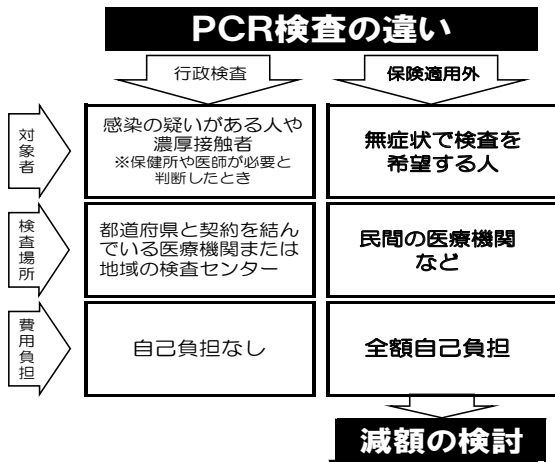 PCR検査の違い
行政検査
保険適用外
対象者
感染の疑いがある人や
濃厚接触者
※保健所や医師が必要と
判断したとき
無症状で検査を
希望する人
検査場所
都道府県と契約を結ん
でいる医療機関または
地域の検査センター
民間の医療機関
など
費用負担
自己負担なし
全額自己負担
減額の検討